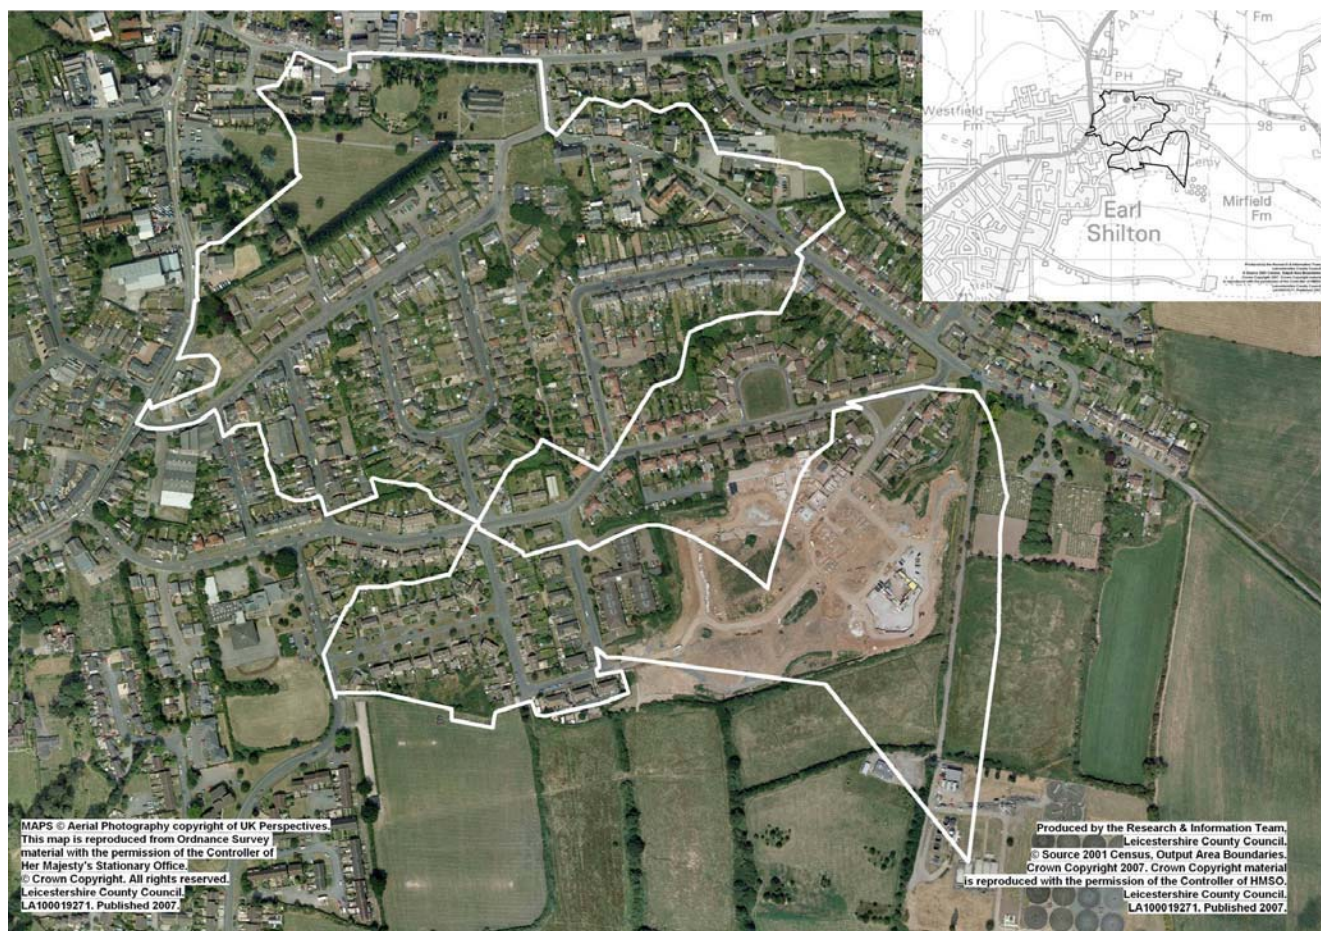 Fm
A 4
PH
Westfield
Fm
98
Cemy
Mirfield
Fm
Earl
Shilton
MAPS © Aerial Photography copyright of UK Perspectives.
This map is reproduced from Ordnance Survey
material with the permission of the Controller of
Her Majesty's Stationary Office.
© Crown Copyright. All rights reserved.
Leicestershire County Council.
LA100019271. Published 2007.
Produced by the Research & Information Team,
Leicestershire County Council.
© Source 2001 Census, Output Area Boundaries.
Crown Copyright 2007. Crown Copyright material
is reproduced with the permission of the Controller of HMSO.
Leicestershire County Council.
LA100019271. Published 2007.